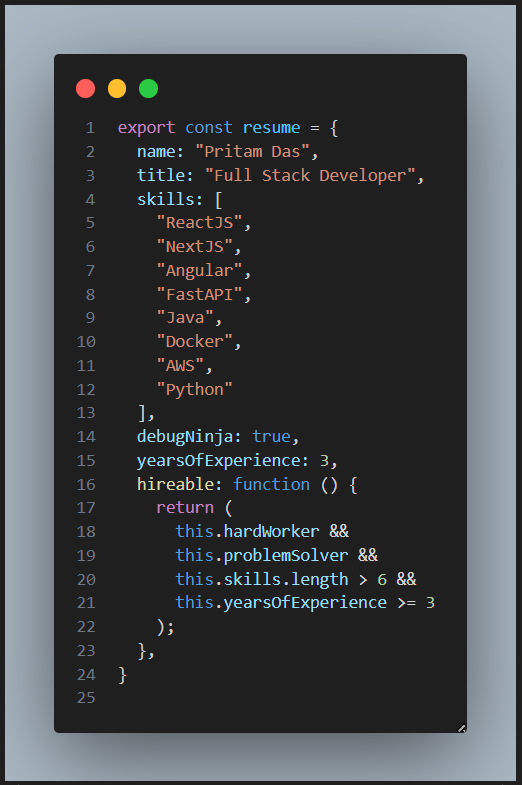 1 export const resume = {
2 name: "Pritam Das",
3 title: "Full Stack Developer",
4 skills: [
5 "ReactJS",
6 "NextJS",
7 "Angular",
8 "FastAPI",
9 "Java",
10 "Docker",
11 "AWS",
12 "Python"
13 ],
14 debugNinja: true,
15 yearsOfExperience: 3,
16 hireable: function () {
17 return (
18 this.hardWorker &&
19 this.problemSolver &&
20 this.skills.length > 6 &&
21 this.yearsOfExperience >= 3
22 );
23 },
24 }
25